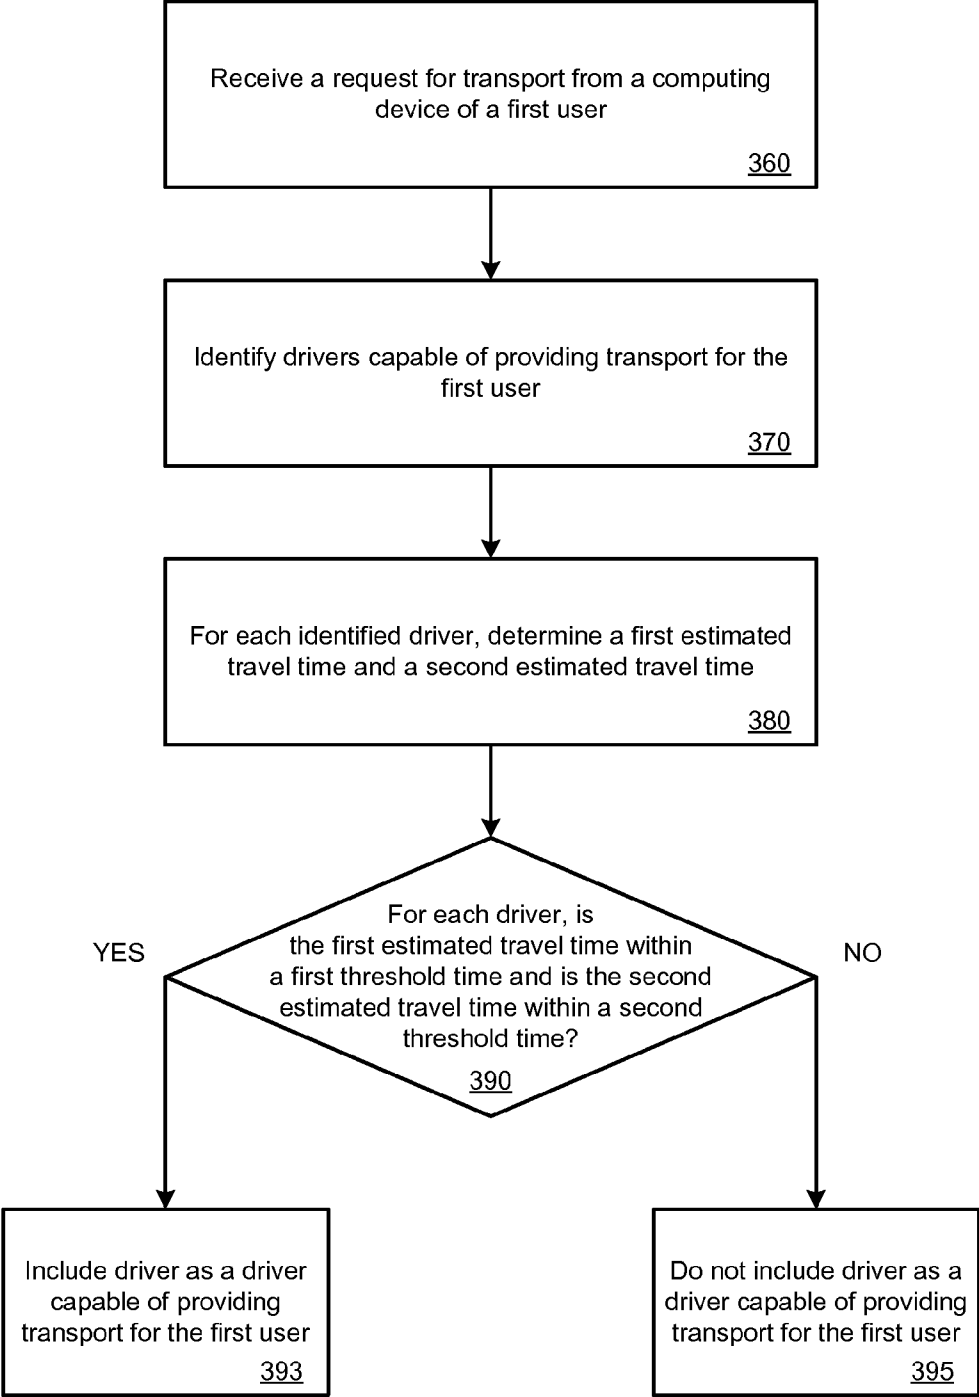 Receive a request for transport from a computing
device of a first user
360
Identify drivers capable of providing transport for the
first user
370
For each identified driver, determine a first estimated
travel time and a second estimated travel time
380
For each driver, is
the first estimated travel time within
a first threshold time and is the second
estimated travel time within a second
threshold time?
390
YES
NO
Include driver as a driver
capable of providing
transport for the first user
393
Do not include driver as a
driver capable of providing
transport for the first user
395